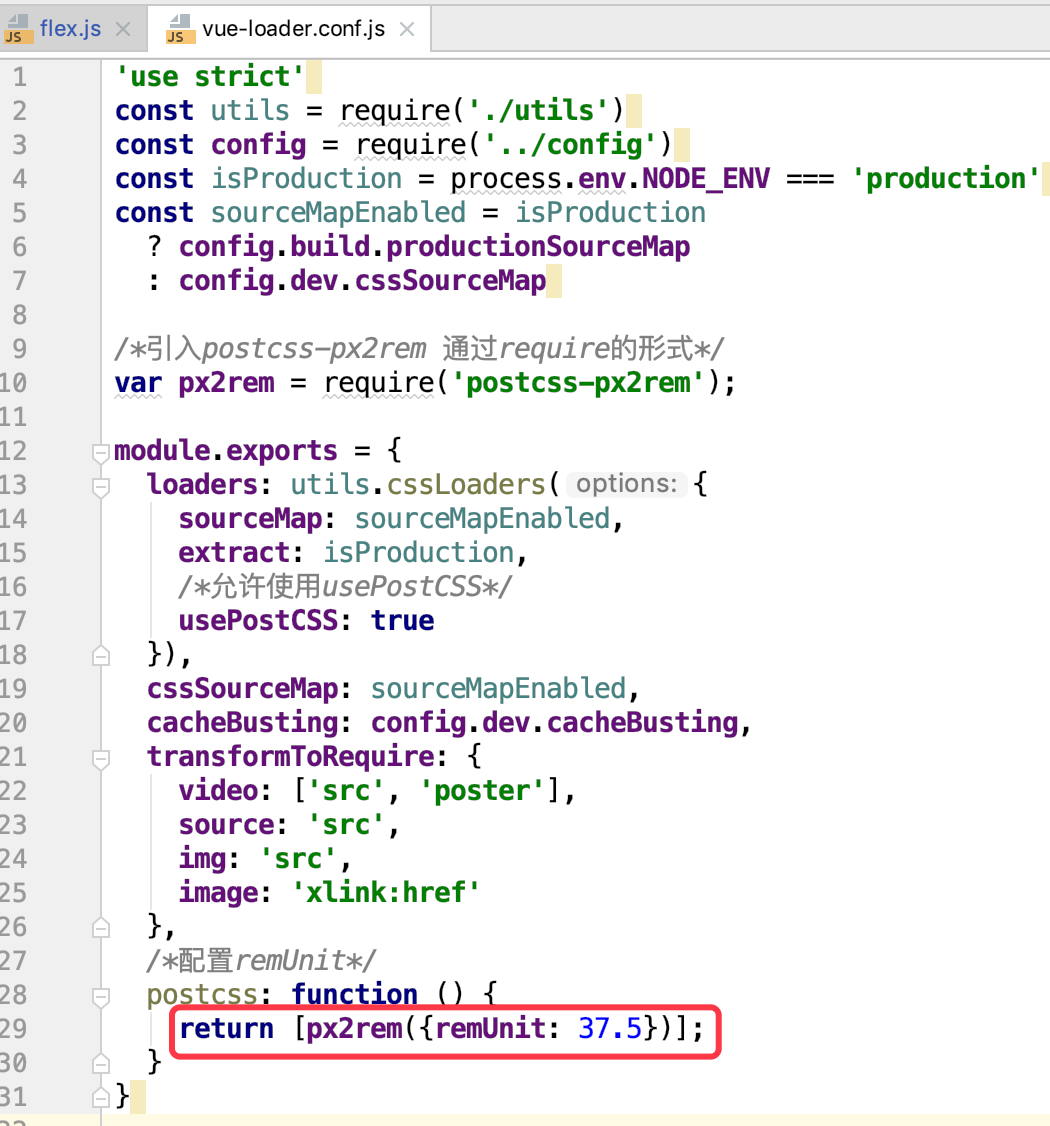 JS flex.js × JS vue-loader.conf.js ×
1 'use strict'
2 const utils = require('./utils')
3 const config = require('../config')
4 const isProduction = process.env.NODE_ENV === 'production'
5 const sourceMapEnabled = isProduction
6   ? config.build.productionSourceMap
7   : config.dev.cssSourceMap
8
9 /*引入postcss-px2rem 通过require的形式*/
10 var px2rem = require('postcss-px2rem');
11
12 module.exports = {
13   loaders: utils.cssLoaders( options: {
14     sourceMap: sourceMapEnabled,
15     extract: isProduction,
16     /*允许使用usePostCSS*/
17     usePostCSS: true
18   }),
19   cssSourceMap: sourceMapEnabled,
20   cacheBusting: config.dev.cacheBusting,
21   transformToRequire: {
22     video: ['src', 'poster'],
23     source: 'src',
24     img: 'src',
25     image: 'xlink:href'
26   },
27   /*配置remUnit*/
28   postcss: function () {
29     return [px2rem({remUnit: 37.5})];
30   }
31 }